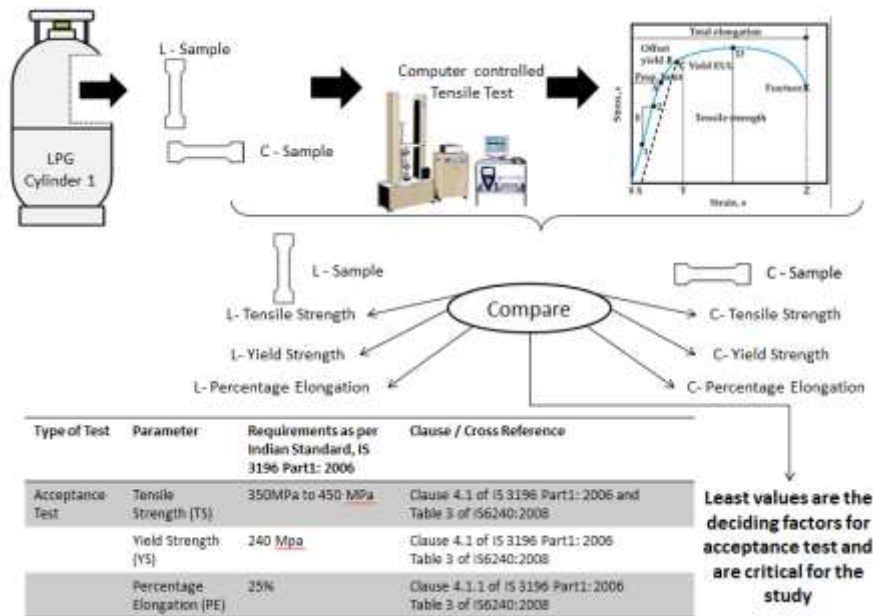 L - Sample
C - Sample
LPG
Cylinder 1
Computer controlled
Tensile Test
Total elongation
Offset
yield B
C Yield EUL
D
Fracture
Tensile strength
Strain, ε
L - Sample
C - Sample
Compare
L- Tensile Strength
C- Tensile Strength
L- Yield Strength
C- Yield Strength
L- Percentage Elongation
C- Percentage Elongation
Type of Test Parameter Requirements as per Clause / Cross Reference
Indian Standard, IS
3196 Part1: 2006
Acceptance Tensile 350MPa to 450 MPa Clause 4.1 of IS 3196 Part1: 2006 and
Test Strength (TS) Table 3 of IS6240:2008
Yield Strength 240 Mpa Clause 4.1 of IS 3196 Part1: 2006
(YS) Table 3 of IS6240:2008
Percentage 25% Clause 4.1.1 of IS 3196 Part1: 2006
Elongation (PE) Table 3 of IS6240:2008
Least values are the
deciding factors for
acceptance test and
are critical for the
study